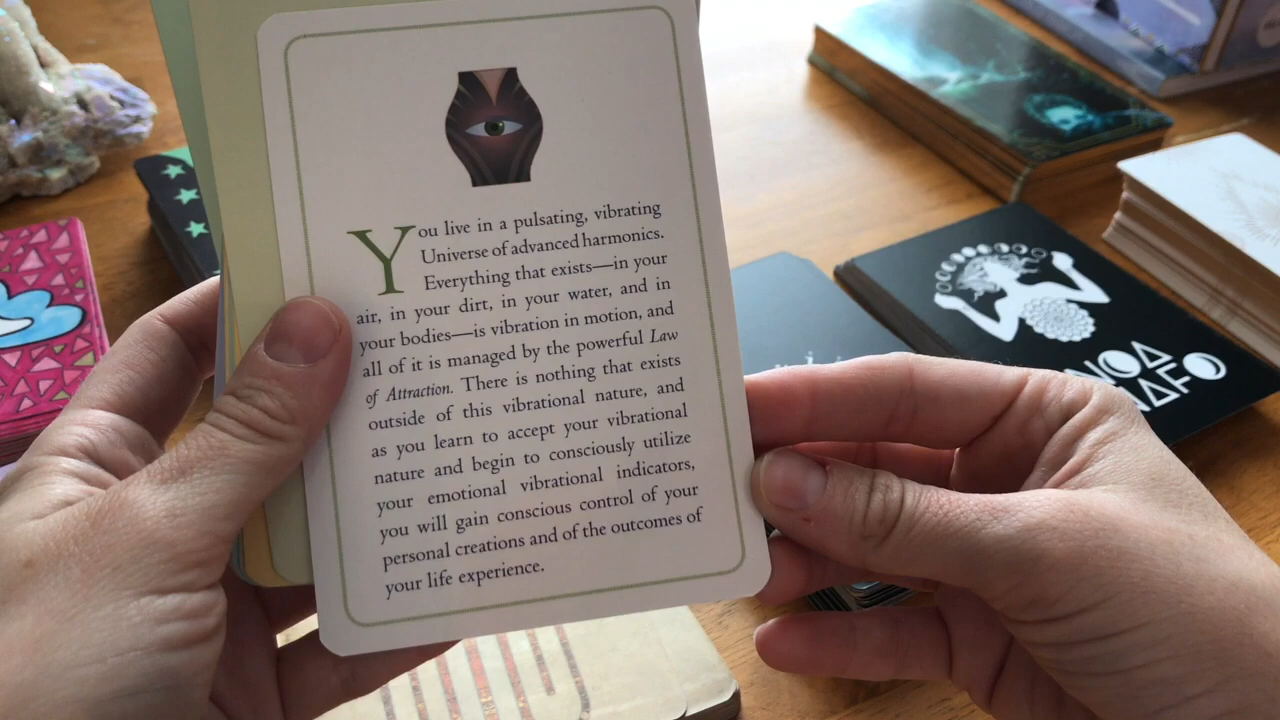 You live in a pulsating, vibrating
Universe of advanced harmonics.
Everything that exists—in your
air, in your dirt, in your water, and in
your bodies—is vibration in motion, and
all of it is managed by the powerful Law
of Attraction. There is nothing that exists
outside of this vibrational nature, and
as you learn to accept your vibrational
nature and begin to consciously utilize
your emotional vibrational indicators,
you will gain conscious control of your
personal creations and of the outcomes of
your life experience.